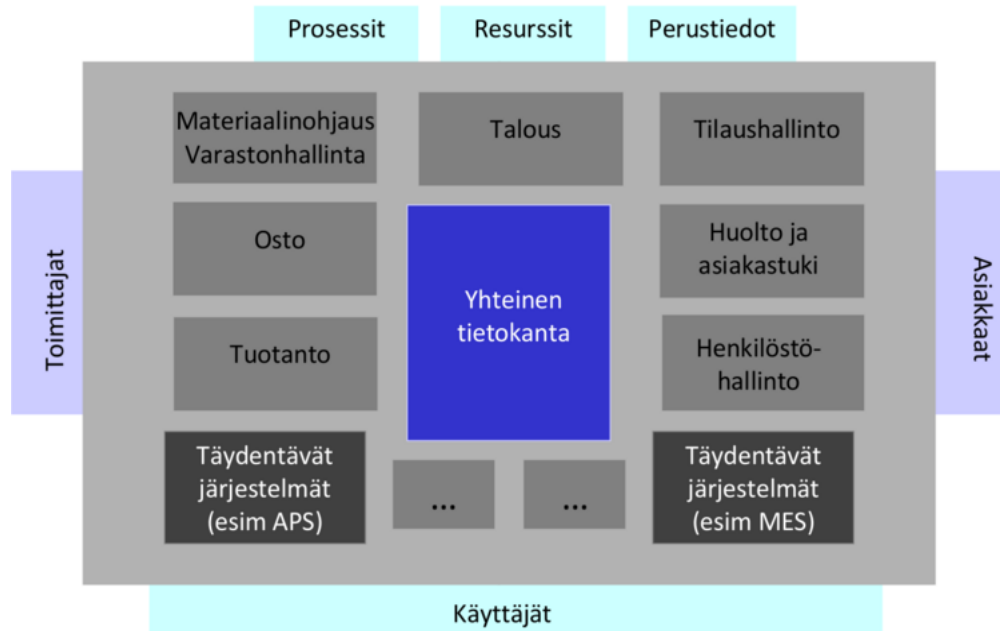 Prosessit
Resurssit
Perustiedot
Materiaalinohjaus
Varastonhallinta
Talous
Tilaushallinto
Toimittajat
Osto
Yhteinen
tietokanta
Huolto ja
asiakastuki
Asiakkaat
Tuotanto
Henkilöstö-
hallinto
Täydentävät
järjestelmät
(esim APS)
...
...
Täydentävät
järjestelmät
(esim MES)
Käyttäjät